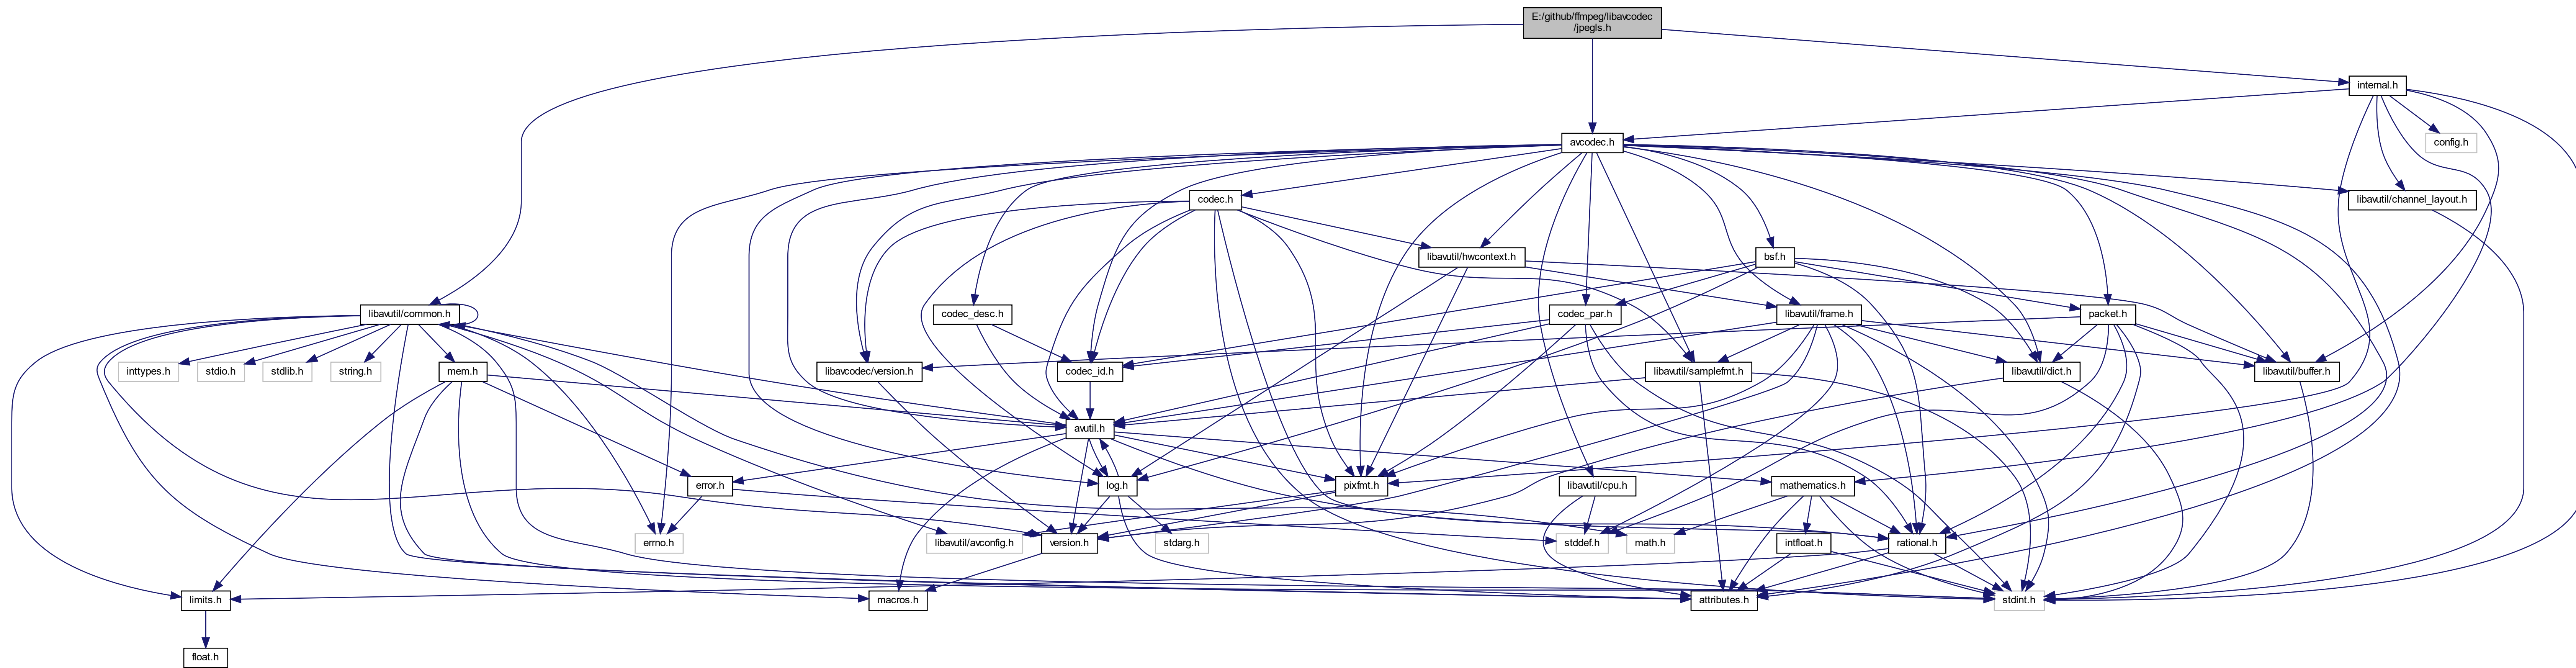 E:/github/ffmpeg/libavcodec
/jpegls.h
internal.h
avcodec.h
config.h
codec.h
libavutil/channel_layout.h
libavutil/hwcontext.h
bsf.h
libavutil/common.h
codec_desc.h
codec_par.h
libavutil/frame.h
packet.h
inttypes.h
stdio.h
stdlib.h
string.h
mem.h
libavcodec/version.h
codec_id.h
libavutil/samplefmt.h
libavutil/dict.h
libavutil/buffer.h
avutil.h
error.h
log.h
pixfmt.h
libavutil/cpu.h
mathematics.h
errno.h
libavutil/avconfig.h
version.h
stdarg.h
stddef.h
math.h
intfloat.h
rational.h
limits.h
macros.h
attributes.h
stdint.h
float.h